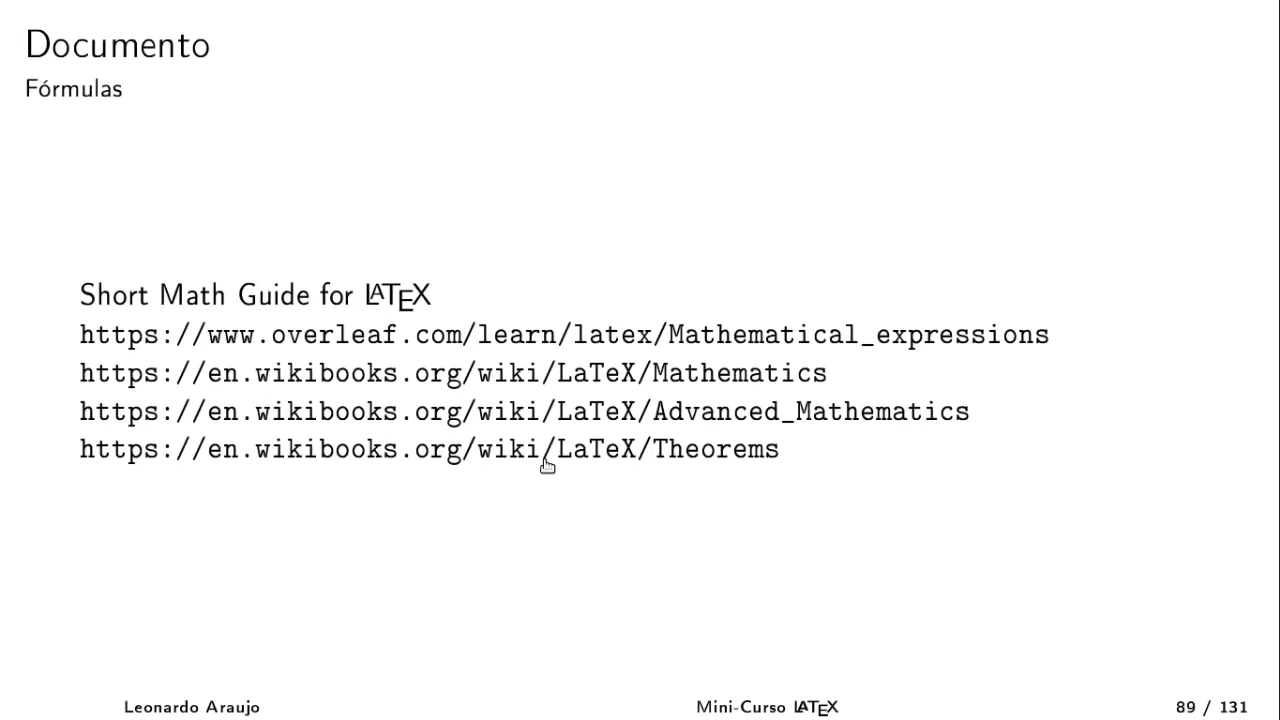 Documento
Fórmulas
Short Math Guide for LATEX
https://www.overleaf.com/learn/latex/Mathematical_expressions
https://en.wikibooks.org/wiki/LaTeX/Mathematics
https://en.wikibooks.org/wiki/LaTeX/Advanced_Mathematics
https://en.wikibooks.org/wiki/LaTeX/Theorems
Leonardo Araujo Mini-Curso LATEX 89 / 131